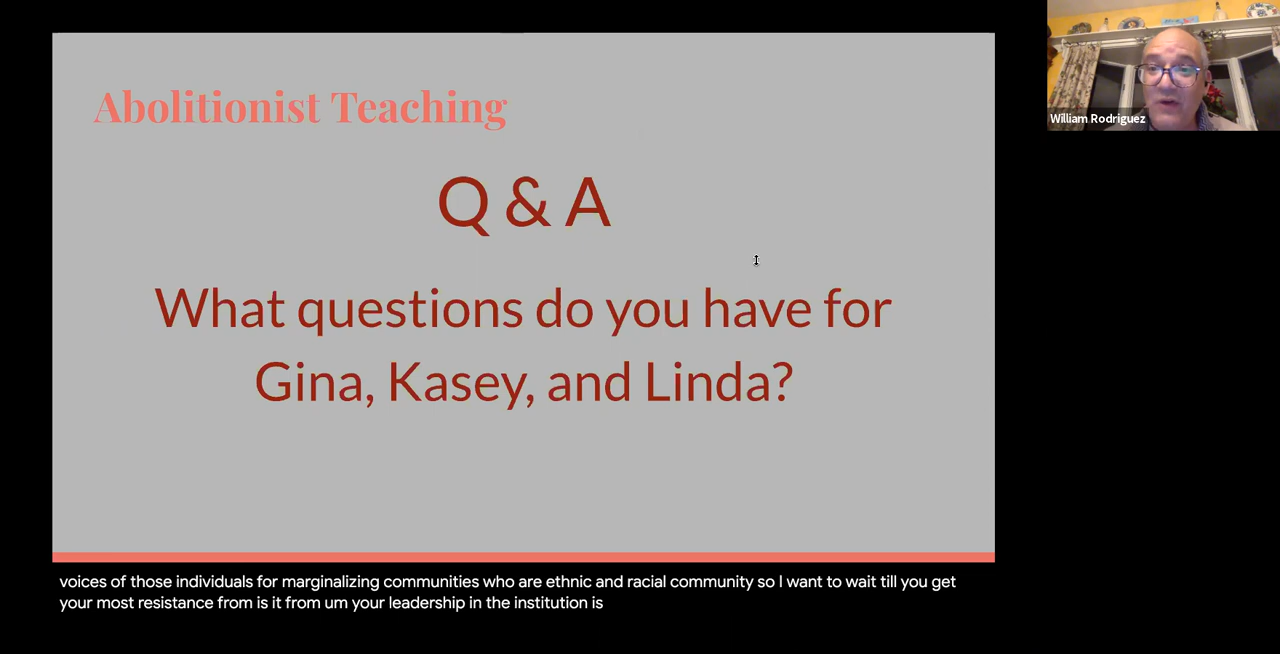 Abolitionist Teaching
Q & A
What questions do you have for
Gina, Kasey, and Linda?
William Rodriguez
voices of those individuals for marginalizing communities who are ethnic and racial community so I want to wait till you get
your most resistance from is it from um your leadership in the institution is